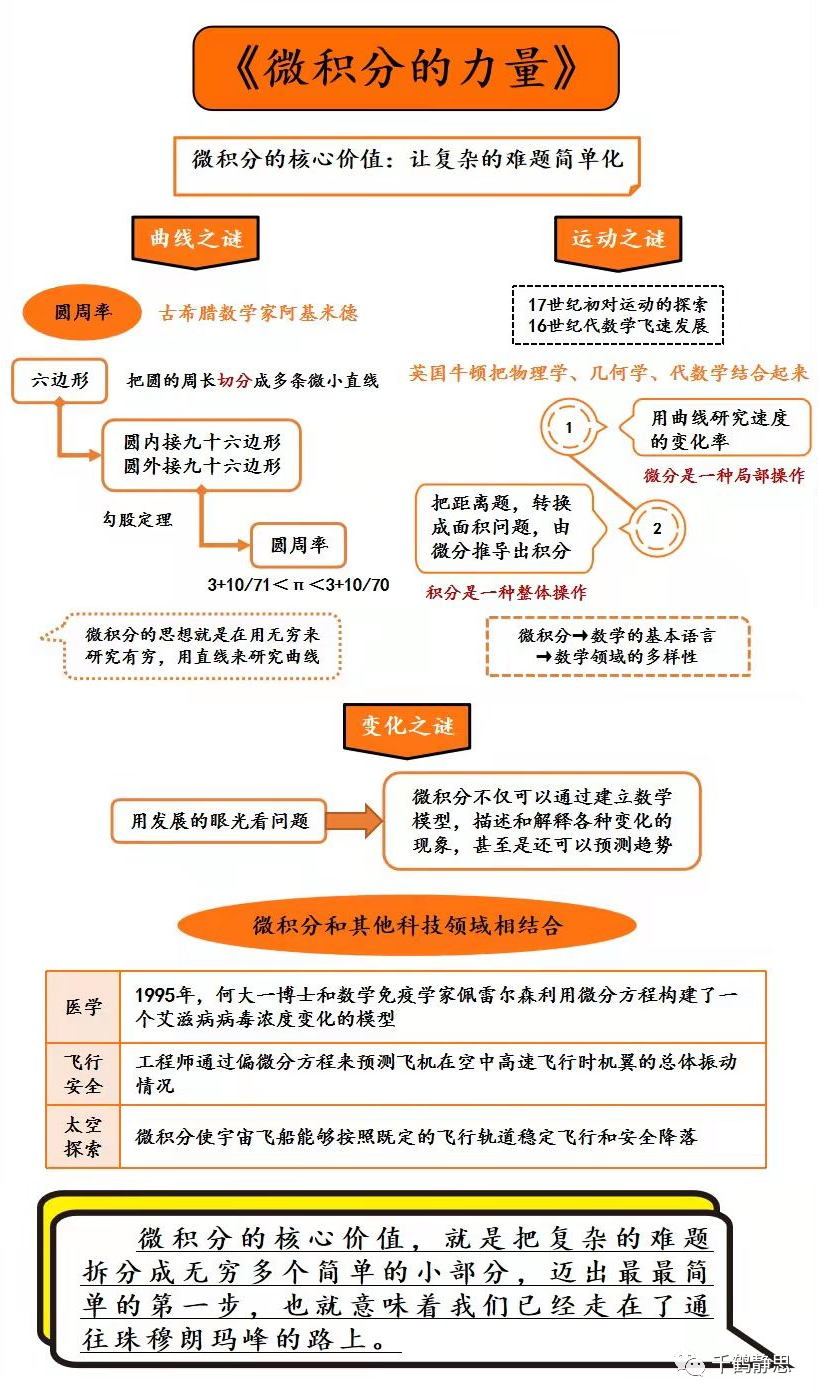 《微积分的力量》
微积分的核心价值：让复杂的难题简单化
曲线之谜
圆周率
古希腊数学家阿基米德
六边形
把圆的周长切分成多条微小直线
圆内接九十六边形
圆外接九十六边形
勾股定理
圆周率
3+10/71＜π＜3+10/70
微积分的思想就是在用无穷来
研究有穷，用直线来研究曲线
运动之谜
17世纪初对运动的探索
16世纪代数学飞速发展
英国牛顿把物理学、几何学、代数学结合起来
1
用曲线研究速度
的变化率
微分是一种局部操作
把距离题，转换
成面积问题，由
微分推导出积分
2
积分是一种整体操作
微积分→数学的基本语言
→数学领域的多样性
变化之谜
用发展的眼光看问题
微积分不仅可以通过建立数学
模型，描述和解释各种变化的
现象，甚至是还可以预测趋势
微积分和其他科技领域相结合
医学
1995年，何大一博士和数学免疫学家佩雷尔森利用微分方程构建了一
个艾滋病病毒浓度变化的模型
飞行
安全
工程师通过偏微分方程来预测飞机在空中高速飞行时机翼的总体振动
情况
太空
探索
微积分使宇宙飞船能够按照既定的飞行轨道稳定飞行和安全降落
微积分的核心价值，就是把复杂的难题
拆分成无穷多个简单的小部分，迈出最最简
单的第一步，也就意味着我们已经走在了通
往珠穆朗玛峰的路上。
千鹤静思